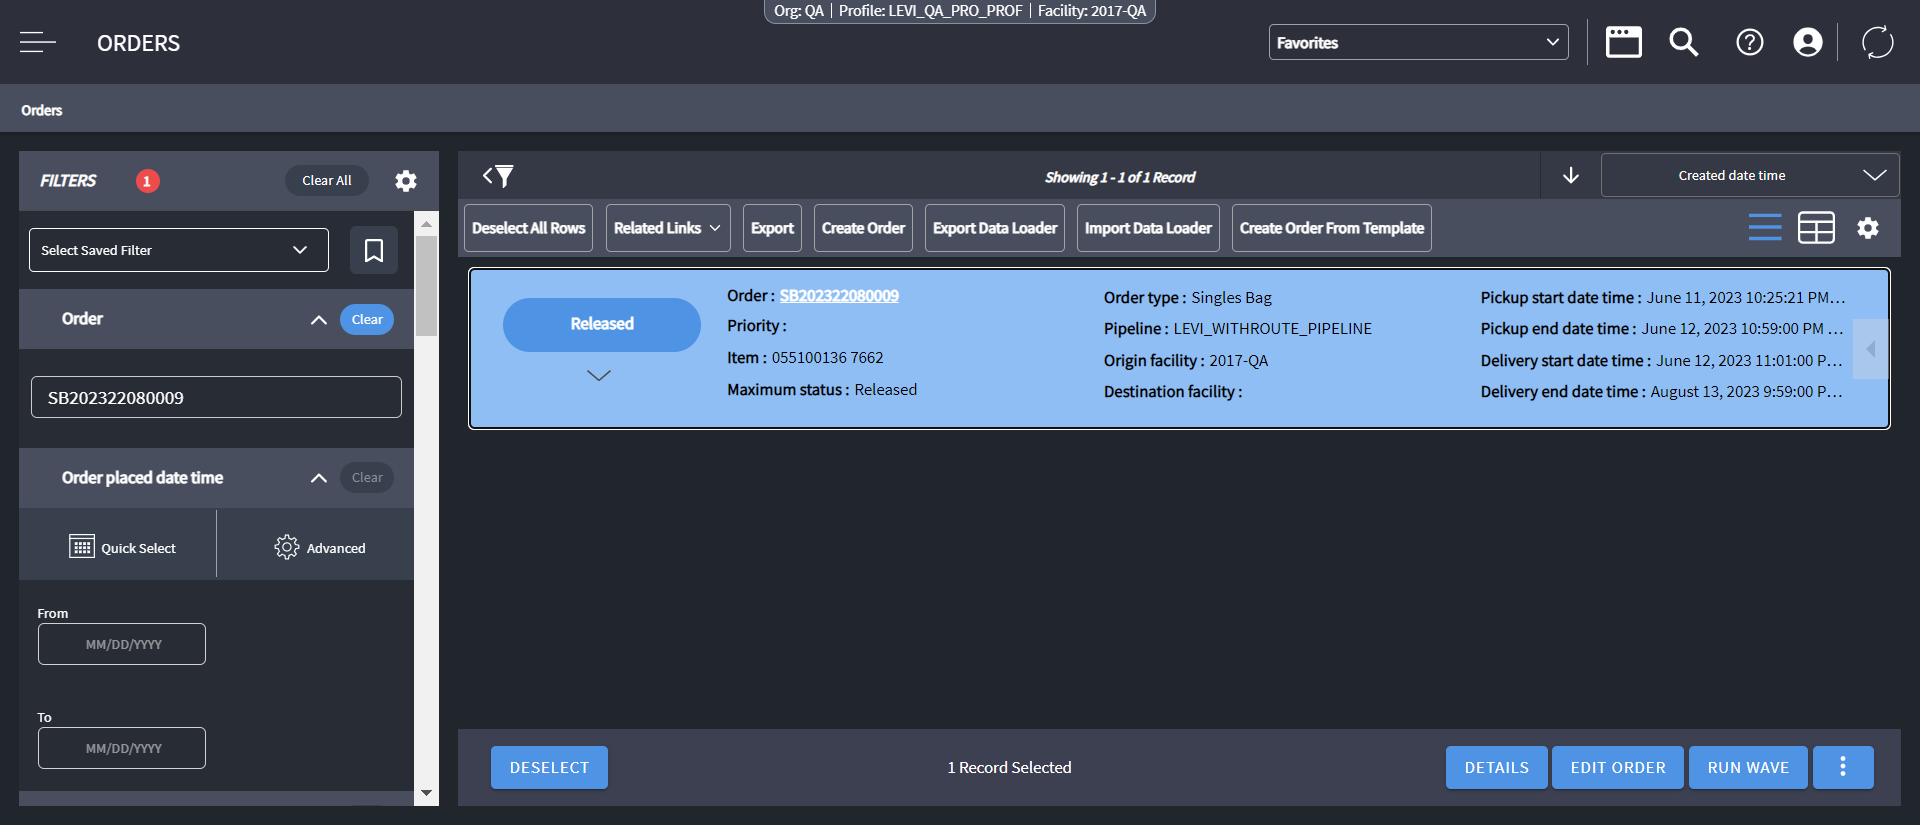 Org: QA | Profile: LEVI_QA_PRO_PROF | Facility: 2017-QA
ORDERS
Favorites
Orders
FILTERS
1
Clear All
Showing 1 - 1 of 1 Record
Created date time
Select Saved Filter
Deselect All Rows
Related Links
Export
Create Order
Export Data Loader
Import Data Loader
Create Order From Template
Order
Clear
SB202322080009
Order placed date time
Clear
Quick Select
Advanced
From
MM/DD/YYYY
To
MM/DD/YYYY
Released
Order : SB202322080009
Priority :
Item : 055100136 7662
Maximum status : Released
Order type : Singles Bag
Pipeline : LEVI_WITHROUTE_PIPELINE
Origin facility : 2017-QA
Destination facility :
Pickup start date time : June 11, 2023 10:25:21 PM...
Pickup end date time : June 12, 2023 10:59:00 PM ...
Delivery start date time : June 12, 2023 11:01:00 P...
Delivery end date time : August 13, 2023 9:59:00 P...
DESELECT
1 Record Selected
DETAILS
EDIT ORDER
RUN WAVE